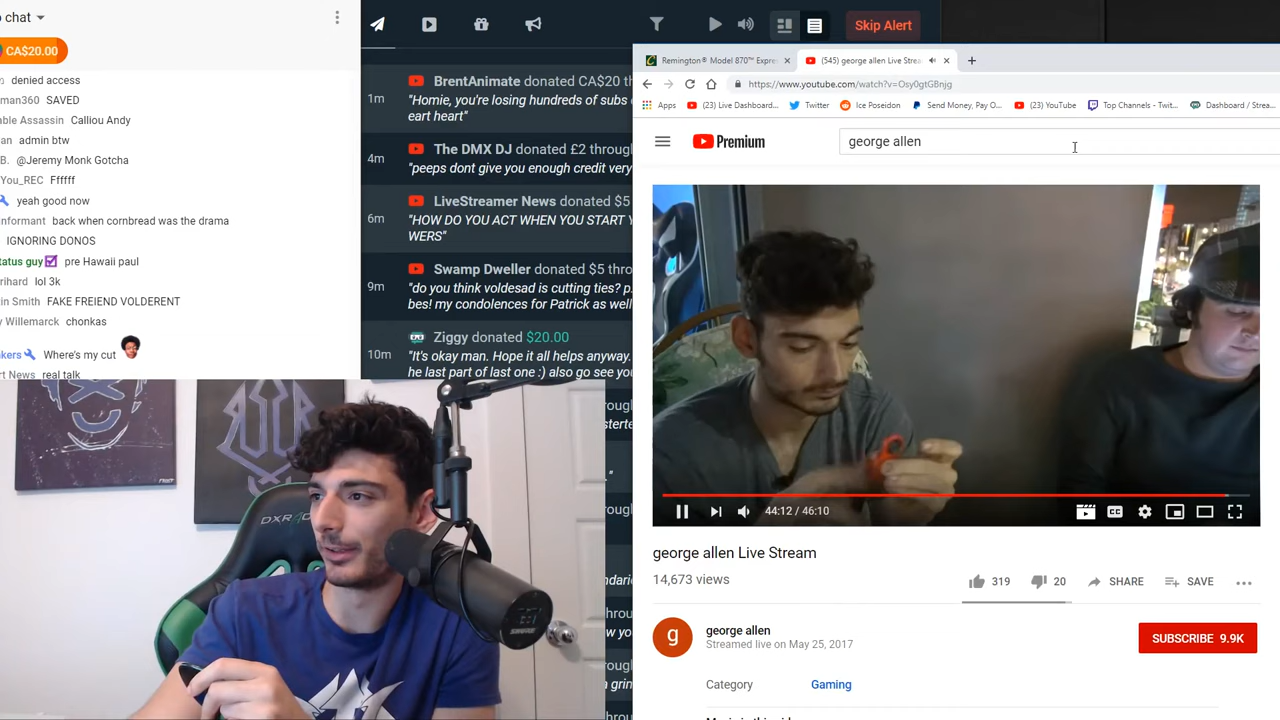 chat
CA$20.00
denied access
man360 SAVED
able Assassin Calliou Andy
an admin btw
B. @Jeremy Monk Gotcha
You_REC Ffffff
yeah good now
nformant back when cornbread was the drama
IGNORING DONOS
tatus guy pre Hawaii paul
rihard lol 3k
in Smith FAKE FREIEND VOLDERENT
y Willemarck chonkas
kers Where's my cut
rt News real talk
Skip Alert
1m
BrentAnimate donated CA$20 th
"Homie, you're losing hundreds of subs
eart heart"
4m
The DMX DJ donated £2 through
"peeps dont give you enough credit very
6m
LiveStreamer News donated $5
"HOW DO YOU ACT WHEN YOU START Y
WERS"
9m
Swamp Dweller donated $5 thro
"do you think voldesad is cutting ties? p.
bes! my condolences for Patrick as well
10m
Ziggy donated $20.00
"It's okay man. Hope it all helps anyway.
he last part of last one :) also go see you
DXRA
Remington® Model 870™ Expre
(545) george allen Live Strea
https://www.youtube.com/watch?v=Osy0gtGBnjg
Apps
(23) Live Dashboard...
Twitter
Ice Poseidon
Send Money, Pay O...
(23) YouTube
Top Channels - Twit...
Dashboard / Strea...
Premium
george allen
44:12 / 46:10
CC
george allen Live Stream
14,673 views
319
20
SHARE
SAVE
g
george allen
Streamed live on May 25, 2017
SUBSCRIBE 9.9K
Category
Gaming